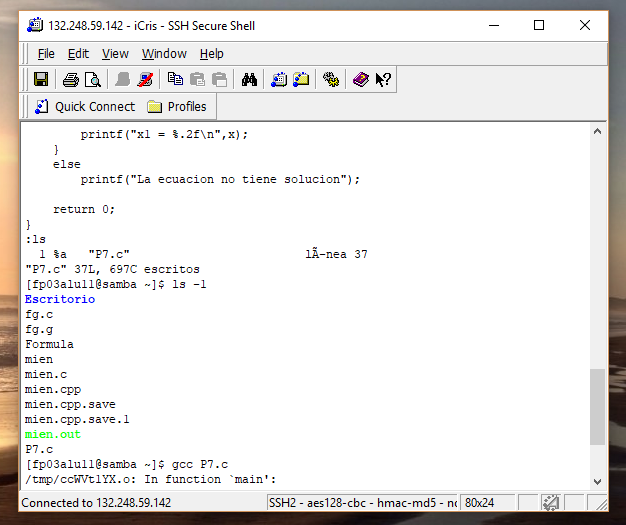 132.248.59.142 - iCris - SSH Secure Shell
File Edit View Window Help
Quick Connect Profiles
printf("x1 = %.2f\n",x);
}
else
printf("La ecuacion no tiene solucion");
return 0;
}
:ls
1 %a "P7.c" lÃ-nea 37
"P7.c" 37L, 697C escritos
[fp03alu11@samba ~]$ ls -1
Escritorio
fg.c
fg.g
Formula
mien
mien.c
mien.cpp
mien.cpp.save
mien.cpp.save.1
mien.out
P7.c
[fp03alu11@samba ~]$ gcc P7.c
/tmp/ccWVt1YX.o: In function `main':
Connected to 132.248.59.142 SSH2 - aes128-cbc - hmac-md5 - nc 80x24